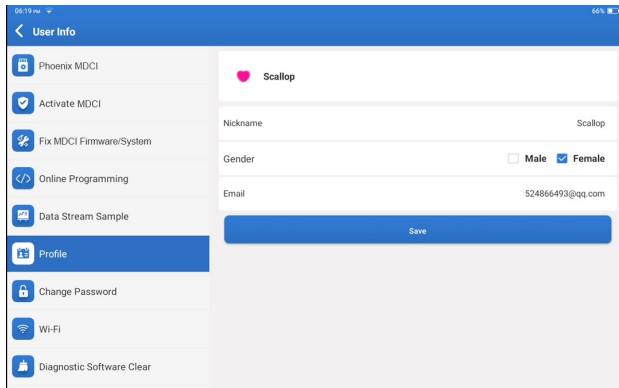 06:19 PM
66%
User Info
Phoenix MDCI
Activate MDCI
Fix MDCI Firmware/System
Online Programming
Data Stream Sample
Profile
Change Password
Wi-Fi
Diagnostic Software Clear
Scallop
Nickname Scallop
Gender Male Female
Email 524866493@qq.com
Save